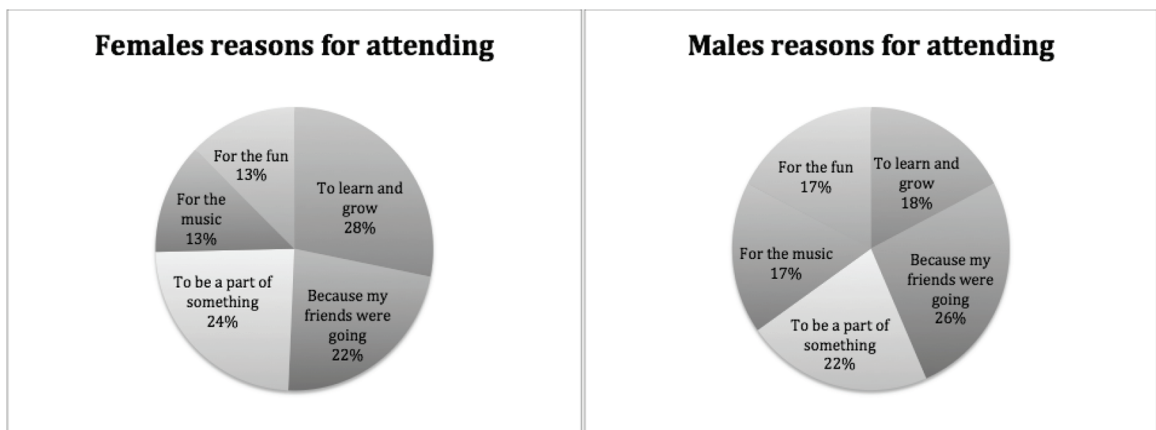 Females reasons for attending
For the fun
13%
To learn and
grow
28%
For the
music
13%
To be a part of
something
24%
Because my
friends were
going
22%
Males reasons for attending
For the fun
17%
To learn and
grow
18%
For the music
17%
Because my
friends were
going
26%
To be a part of
something
22%